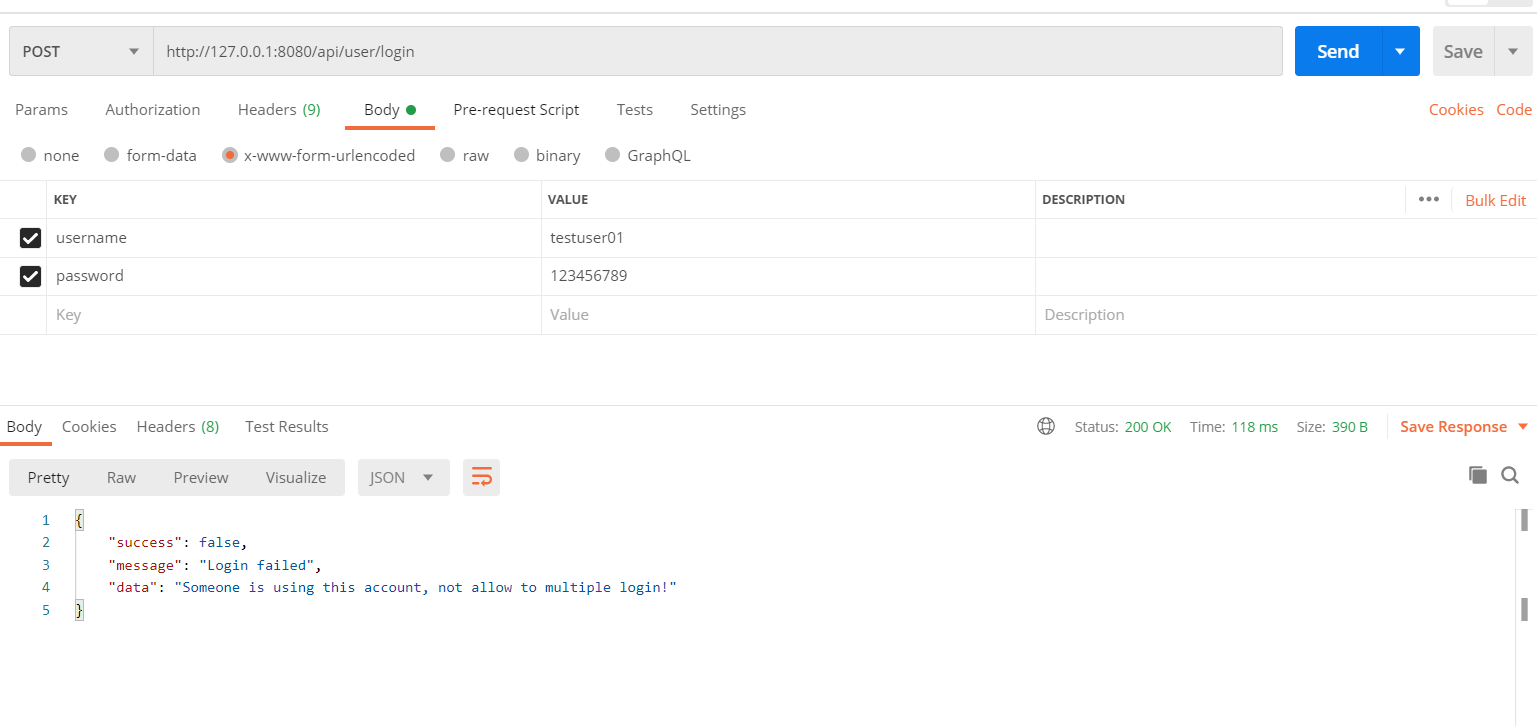 POST http://127.0.0.1:8080/api/user/login Send Save
Params Authorization Headers (9) Body Pre-request Script Tests Settings Cookies Code
none form-data x-www-form-urlencoded raw binary GraphQL
KEY VALUE DESCRIPTION ••• Bulk Edit
username testuser01
password 123456789
Key Value Description
Body Cookies Headers (8) Test Results Status: 200 OK Time: 118 ms Size: 390 B Save Response
Pretty Raw Preview Visualize JSON
1 {
2 "success": false,
3 "message": "Login failed",
4 "data": "Someone is using this account, not allow to multiple login!"
5 }